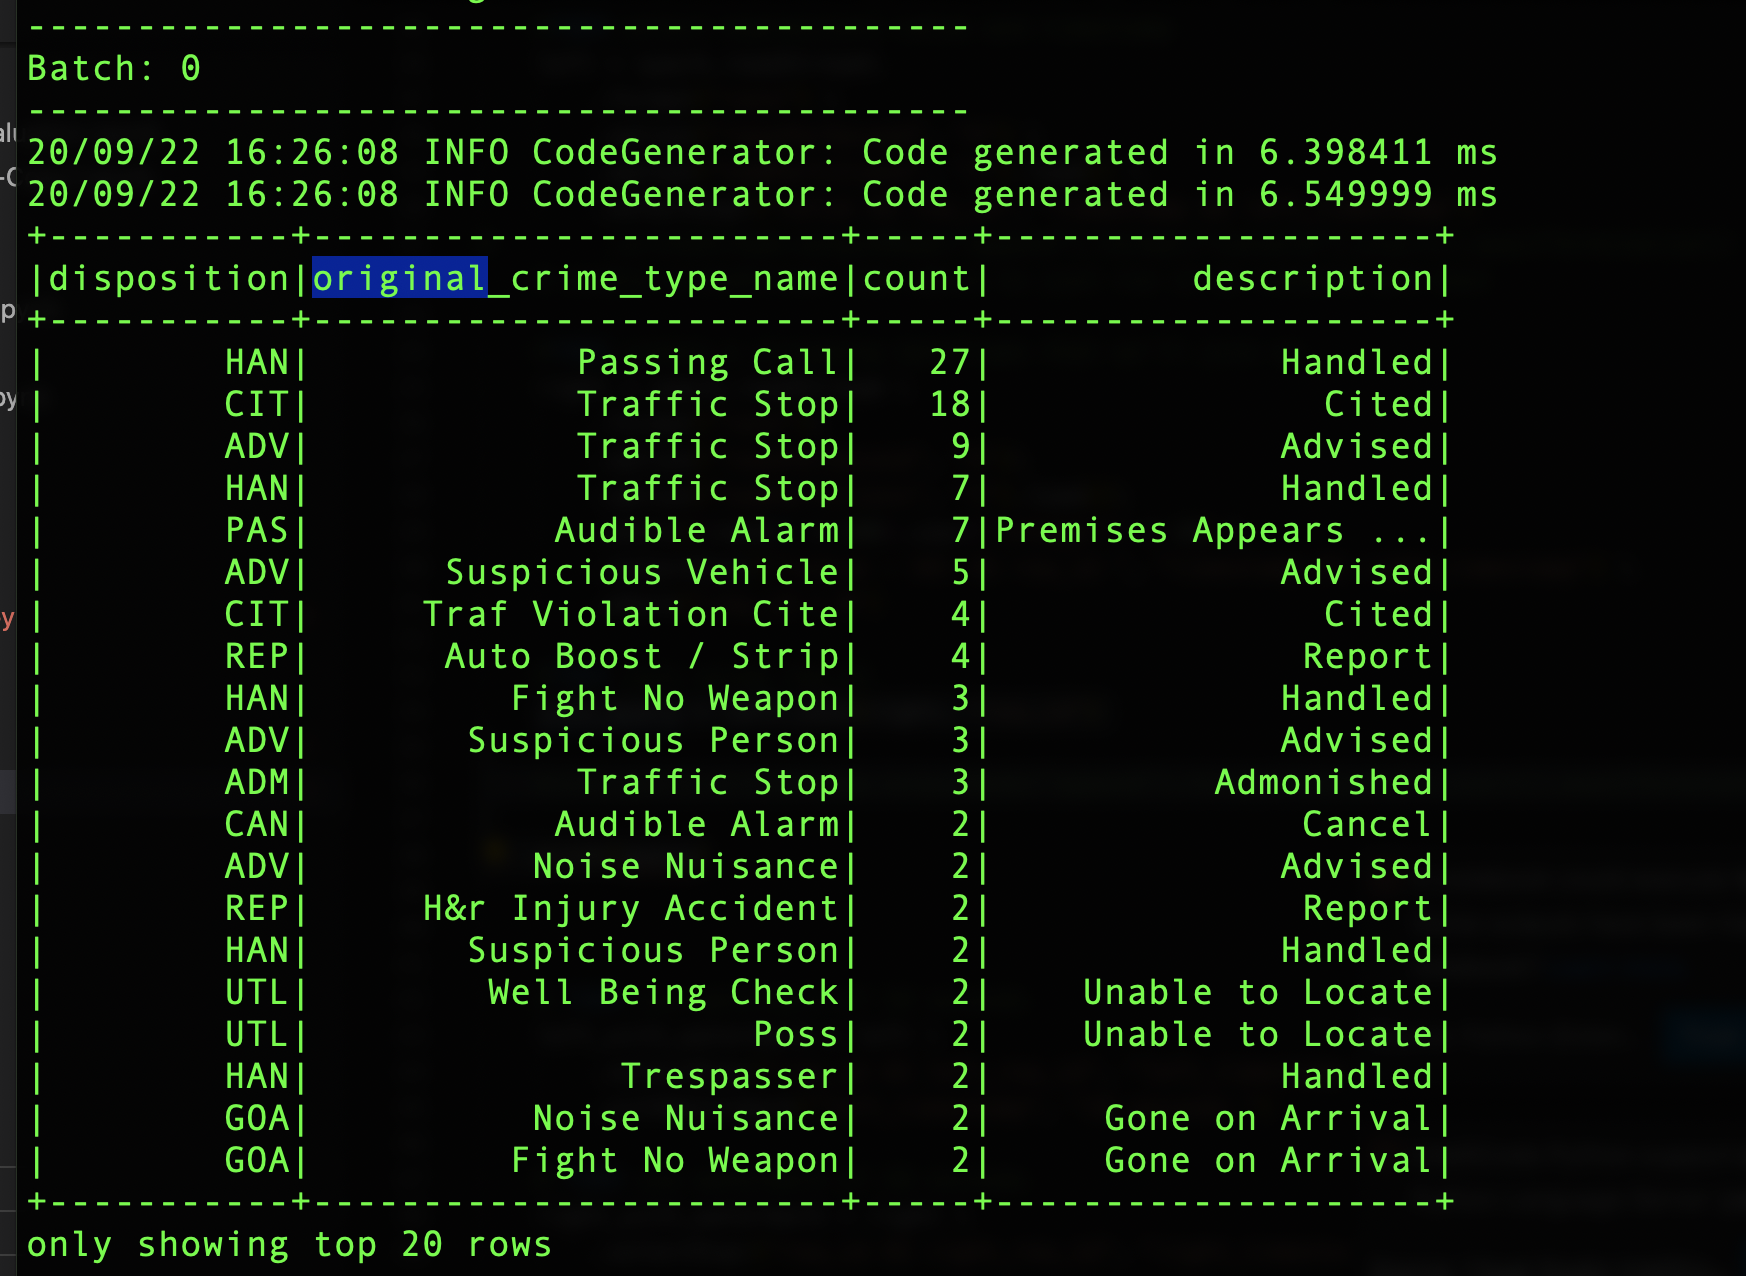 -------------------------------------------
Batch: 0
-------------------------------------------
20/09/22 16:26:08 INFO CodeGenerator: Code generated in 6.398411 ms
20/09/22 16:26:08 INFO CodeGenerator: Code generated in 6.549999 ms
+-----------+------------------------+-----+--------------------+
|disposition|original_crime_type_name|count|         description|
+-----------+------------------------+-----+--------------------+
|        HAN|            Passing Call|   27|             Handled|
|        CIT|            Traffic Stop|   18|               Cited|
|        ADV|            Traffic Stop|    9|             Advised|
|        HAN|            Traffic Stop|    7|             Handled|
|        PAS|           Audible Alarm|    7|Premises Appears ...|
|        ADV|      Suspicious Vehicle|    5|             Advised|
|        CIT|     Traf Violation Cite|    4|               Cited|
|        REP|      Auto Boost / Strip|    4|              Report|
|        HAN|         Fight No Weapon|    3|             Handled|
|        ADV|       Suspicious Person|    3|             Advised|
|        ADM|            Traffic Stop|    3|          Admonished|
|        CAN|           Audible Alarm|    2|              Cancel|
|        ADV|          Noise Nuisance|    2|             Advised|
|        REP|     H&r Injury Accident|    2|              Report|
|        HAN|       Suspicious Person|    2|             Handled|
|        UTL|        Well Being Check|    2|    Unable to Locate|
|        UTL|                    Poss|    2|    Unable to Locate|
|        HAN|              Trespasser|    2|             Handled|
|        GOA|          Noise Nuisance|    2|     Gone on Arrival|
|        GOA|         Fight No Weapon|    2|     Gone on Arrival|
+-----------+------------------------+-----+--------------------+
only showing top 20 rows